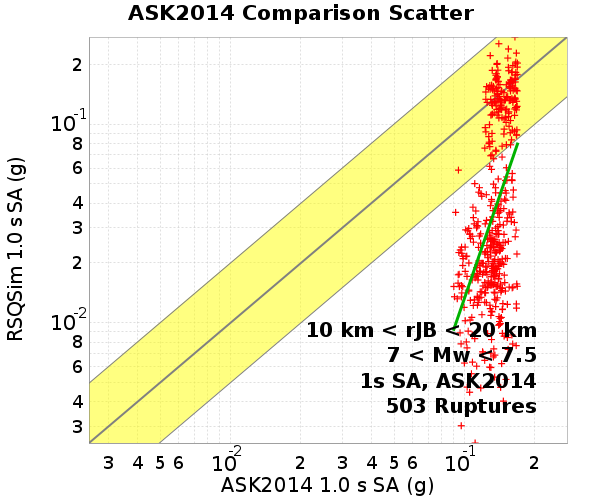 ASK2014 Comparison Scatter
RSQSim 1.0 s SA (g)
2
10⁻¹
8
6
4
3
2
10⁻²
8
6
4
3
10 km < rJB < 20 km
7 < Mw < 7.5
1s SA, ASK2014
503 Ruptures
3 4 5 6 10⁻² 2 3 4 5 6 10⁻¹ 2
ASK2014 1.0 s SA (g)